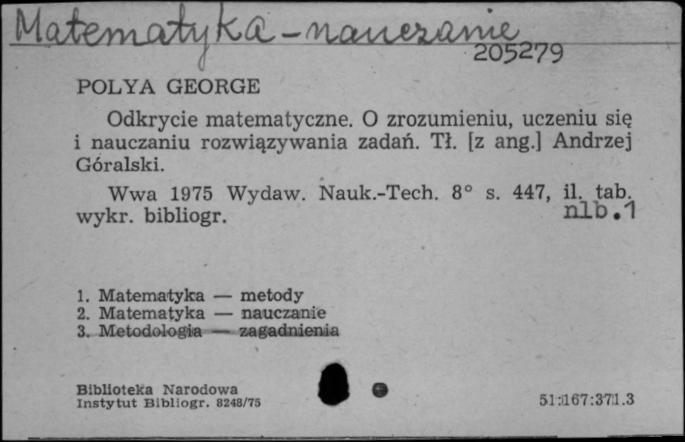 Matematyka - nauczanie
205279
POLYA GEORGE
Odkrycie matematyczne. O zrozumieniu, uczeniu się
i nauczaniu rozwiązywania zadań. Tł. [z ang.] Andrzej
Góralski.
Wwa 1975 Wydaw. Nauk.-Tech. 8° s. 447, il. tab.
wykr. bibliogr. nlb.1
1. Matematyka — metody
2. Matematyka — nauczanie
3. Metodologia — zagadnienia
Biblioteka Narodowa
Instytut Bibliogr. 8248/75
51:167:371.3